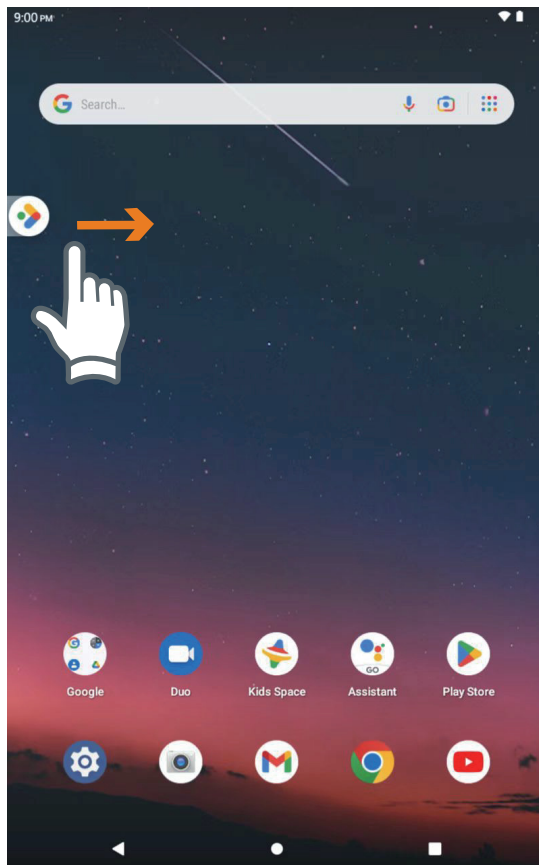 9:00 PM
Search...
GO
Google
Duo
Kids Space
Assistant
Play Store